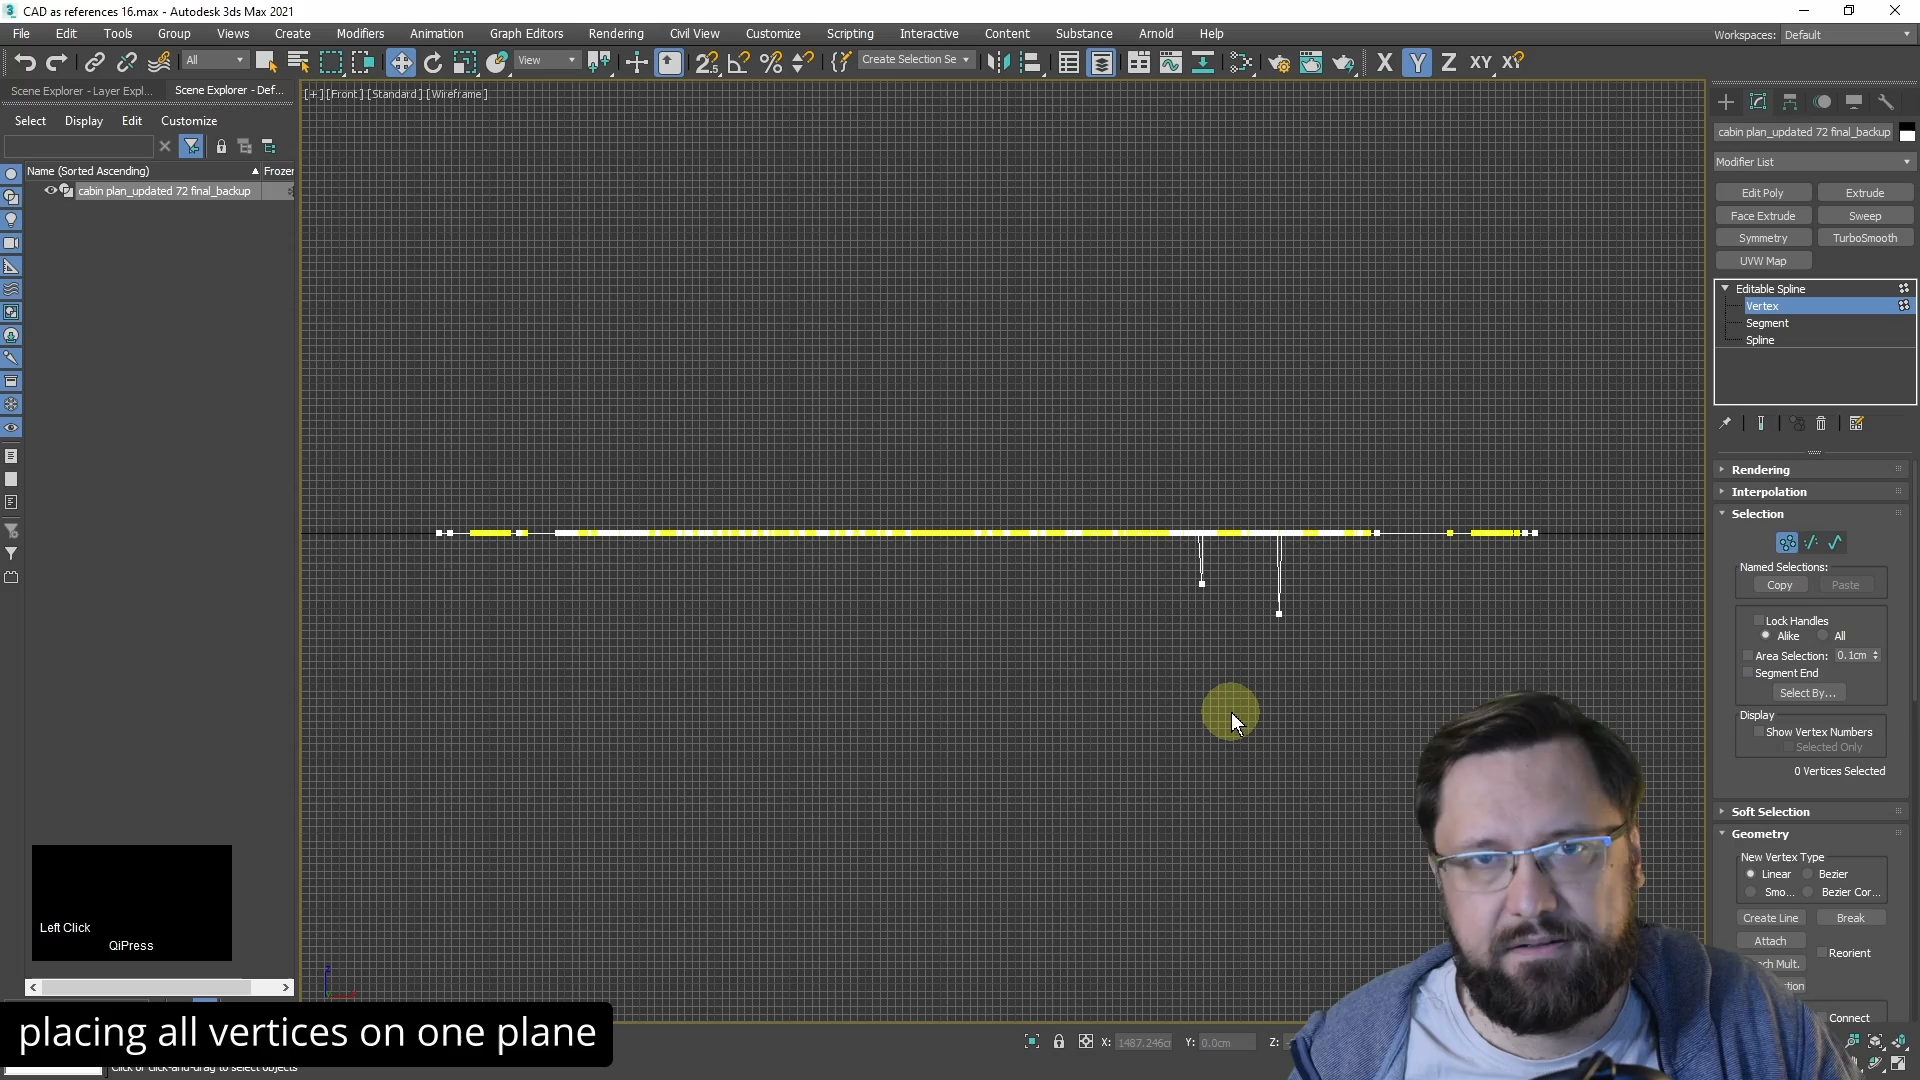 CAD as references 16.max - Autodesk 3ds Max 2021
File Edit Tools Group Views Create Modifiers Animation Graph Editors Rendering Civil View Customize Scripting Interactive Content Substance Arnold Help
Workspaces: Default
All View Create Selection Se X Y Z XY XY
Scene Explorer - Layer Expl... Scene Explorer - Def...
[+] [Front] [Standard] [Wireframe]
Select Display Edit Customize
Name (Sorted Ascending) Frozen
cabin plan_updated 72 final_backup
cabin plan_updated 72 final_backup
Modifier List
Edit Poly Extrude
Face Extrude Sweep
Symmetry TurboSmooth
UVW Map
Editable Spline
Vertex
Segment
Spline
Rendering
Interpolation
Selection
Named Selections:
Copy Paste
Lock Handles
Alike All
Area Selection: 0.1cm
Segment End
Select By...
Display
Show Vertex Numbers
Selected Only
0 Vertices Selected
Soft Selection
Geometry
New Vertex Type
Linear Bezier
Smo... Bezier Cor...
Create Line Break
Attach
Reorient
ch Mult.
ction
Connect
Left Click
QiPress
z
placing all vertices on one plane
X: 1487.246c Y: 0.0cm Z:
Click or click-and-drag to select objects